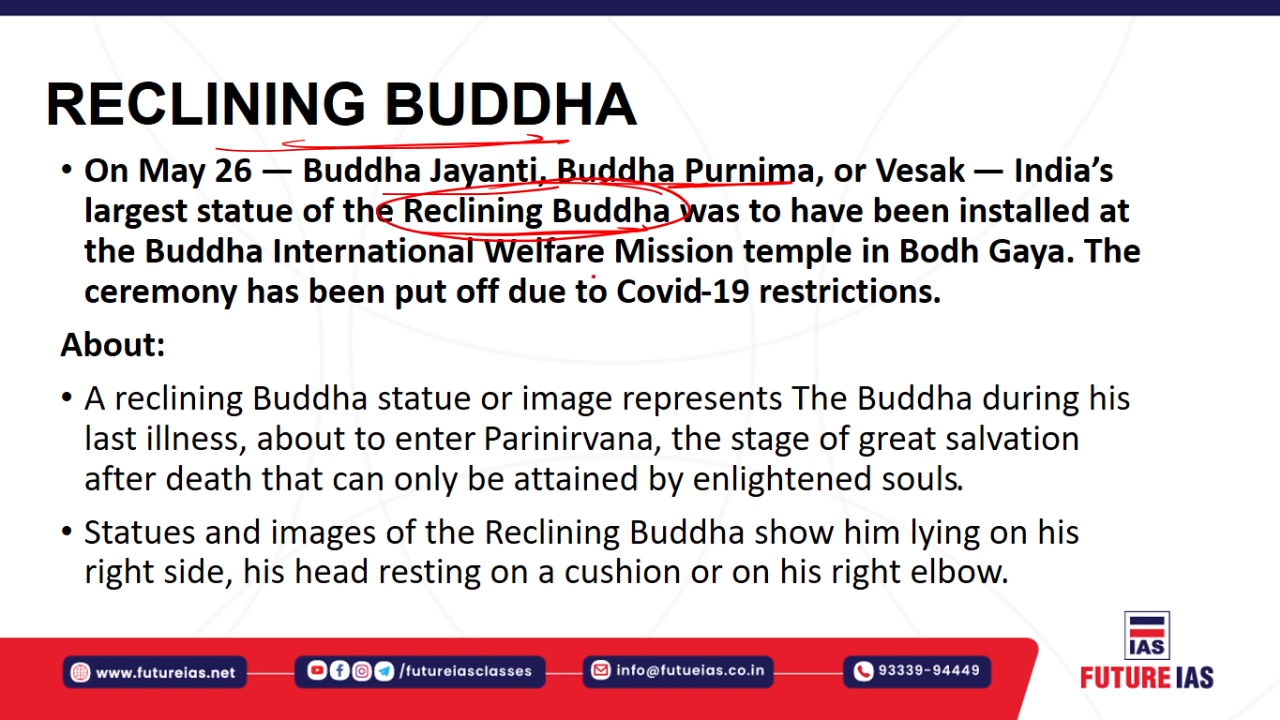 RECLINING BUDDHA
• On May 26 — Buddha Jayanti, Buddha Purnima, or Vesak — India’s
largest statue of the Reclining Buddha was to have been installed at
the Buddha International Welfare Mission temple in Bodh Gaya. The
ceremony has been put off due to Covid-19 restrictions.
About:
• A reclining Buddha statue or image represents The Buddha during his
last illness, about to enter Parinirvana, the stage of great salvation
after death that can only be attained by enlightened souls.
• Statues and images of the Reclining Buddha show him lying on his
right side, his head resting on a cushion or on his right elbow.
www.futureias.net
/futureiasclasses
info@futueias.co.in
93339-94449
IAS
FUTURE IAS